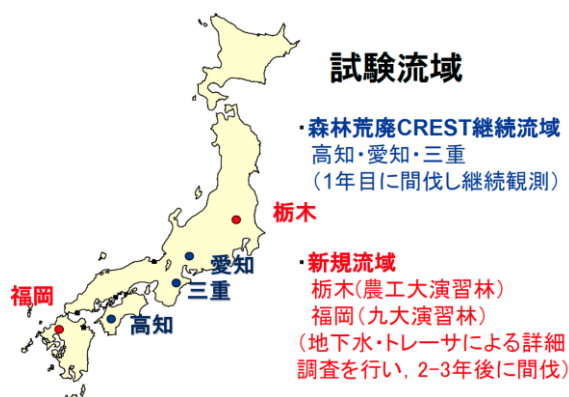 試験流域
・森林荒廃CREST継続流域
高知・愛知・三重
（1年目に間伐し継続観測）
栃木
愛知
三重
福岡
高知
・新規流域
栃木(農工大演習林)
福岡(九大演習林)
(地下水・トレーサによる詳細
調査を行い，2-3年後に間伐)